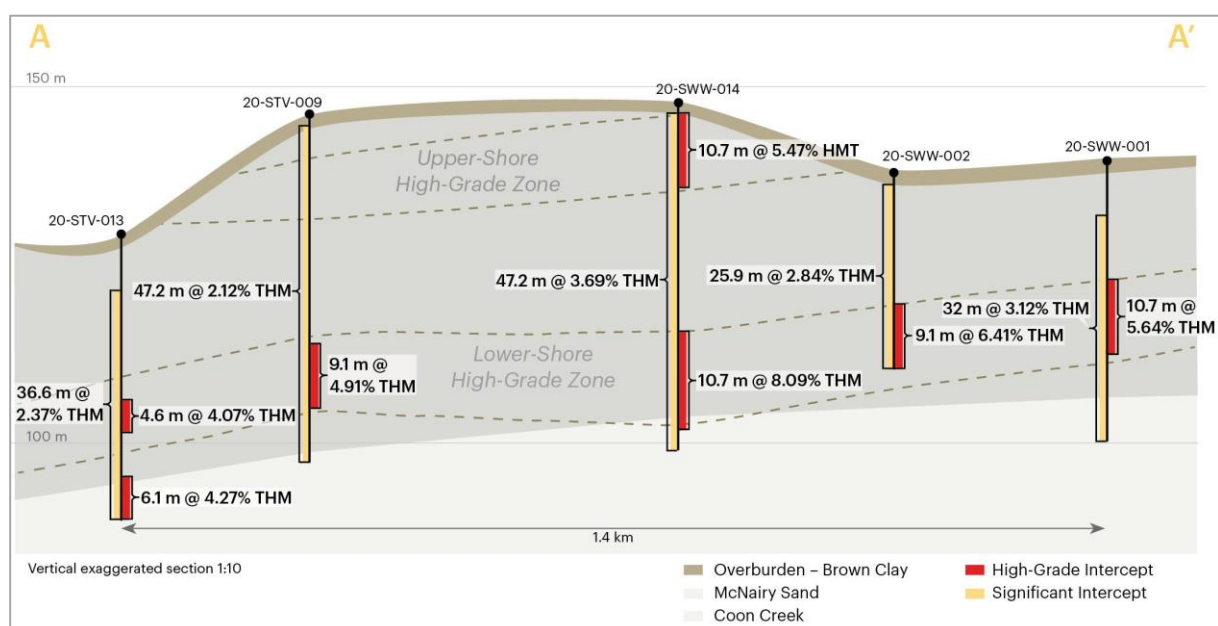 A
A′
150 m
20-STV-009
20-SWW-014
20-SWW-002
20-SWW-001
20-STV-013
Upper-Shore
High-Grade Zone
10.7 m @ 5.47% HMT
47.2 m @ 2.12% THM
47.2 m @ 3.69% THM
25.9 m @ 2.84% THM
32 m @ 3.12% THM
10.7 m @
5.64% THM
9.1 m @ 6.41% THM
Lower-Shore
High-Grade Zone
9.1 m @
4.91% THM
10.7 m @ 8.09% THM
36.6 m @
2.37% THM
4.6 m @ 4.07% THM
100 m
6.1 m @ 4.27% THM
1.4 km
Vertical exaggerated section 1:10
Overburden – Brown Clay
McNairy Sand
Coon Creek
High-Grade Intercept
Significant Intercept